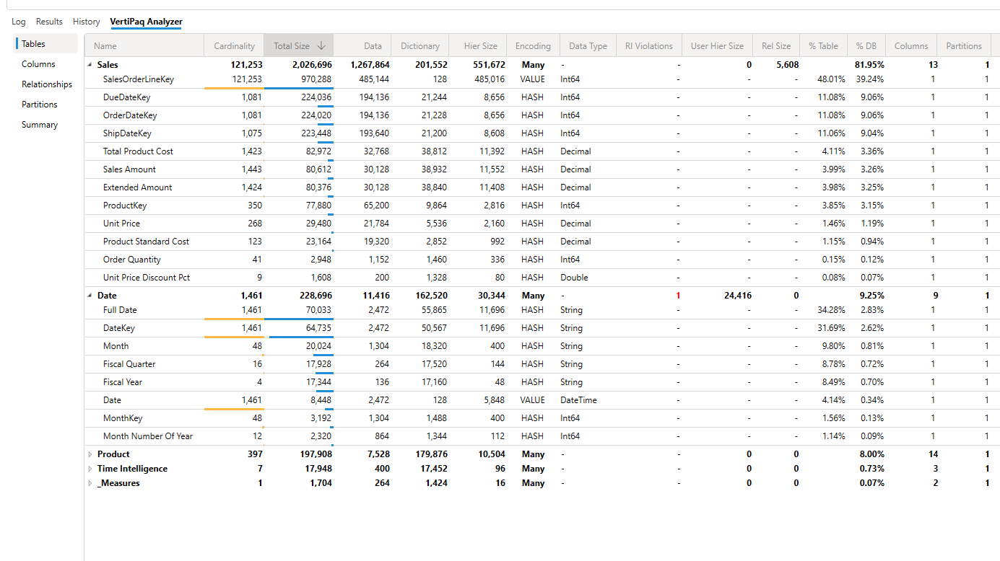 Log Results History VertiPaq Analyzer
Tables
Columns
Relationships
Partitions
Summary
Name Cardinality Total Size ↓ Data Dictionary Hier Size Encoding Data Type RI Violations User Hier Size Rel Size % Table % DB Columns Partitions
Sales 121,253 2,026,696 1,267,864 201,552 551,672 Many - - 0 5,608 81.95% 13 1
SalesOrderLineKey 121,253 970,288 485,144 128 485,016 VALUE Int64 - - - 48.01% 39.24% 1 1
DueDateKey 1,081 224,036 194,136 21,244 8,656 HASH Int64 - - - 11.08% 9.06% 1 1
OrderDateKey 1,081 224,020 194,136 21,228 8,656 HASH Int64 - - - 11.08% 9.06% 1 1
ShipDateKey 1,075 223,448 193,640 21,200 8,608 HASH Int64 - - - 11.06% 9.04% 1 1
Total Product Cost 1,423 82,972 32,768 38,812 11,392 HASH Decimal - - - 4.11% 3.36% 1 1
Sales Amount 1,443 80,612 30,128 38,932 11,552 HASH Decimal - - - 3.99% 3.26% 1 1
Extended Amount 1,424 80,376 30,128 38,840 11,408 HASH Decimal - - - 3.98% 3.25% 1 1
ProductKey 350 77,880 65,200 9,864 2,816 HASH Int64 - - - 3.85% 3.15% 1 1
Unit Price 268 29,480 21,784 5,536 2,160 HASH Decimal - - - 1.46% 1.19% 1 1
Product Standard Cost 123 23,164 19,320 2,852 992 HASH Decimal - - - 1.15% 0.94% 1 1
Order Quantity 41 2,948 1,152 1,460 336 HASH Int64 - - - 0.15% 0.12% 1 1
Unit Price Discount Pct 9 1,608 200 1,328 80 HASH Double - - - 0.08% 0.07% 1 1
Date 1,461 228,696 11,416 162,520 30,344 Many - 1 24,416 0 9.25% 9 1
Full Date 1,461 70,033 2,472 55,865 11,696 HASH String - - - 34.28% 2.83% 1 1
DateKey 1,461 64,735 2,472 50,567 11,696 HASH String - - - 31.69% 2.62% 1 1
Month 48 20,024 1,304 18,320 400 HASH String - - - 9.80% 0.81% 1 1
Fiscal Quarter 16 17,928 264 17,520 144 HASH String - - - 8.78% 0.72% 1 1
Fiscal Year 4 17,344 136 17,160 48 HASH String - - - 8.49% 0.70% 1 1
Date 1,461 8,448 2,472 128 5,848 VALUE DateTime - - - 4.14% 0.34% 1 1
MonthKey 48 3,192 1,304 1,488 400 HASH Int64 - - - 1.56% 0.13% 1 1
Month Number Of Year 12 2,320 864 1,344 112 HASH Int64 - - - 1.14% 0.09% 1 1
Product 397 197,908 7,528 179,876 10,504 Many - - 0 0 8.00% 14 1
Time Intelligence 7 17,948 400 17,452 96 Many - - 0 0 0.73% 3 1
_Measures 1 1,704 264 1,424 16 Many - - 0 0 0.07% 2 1